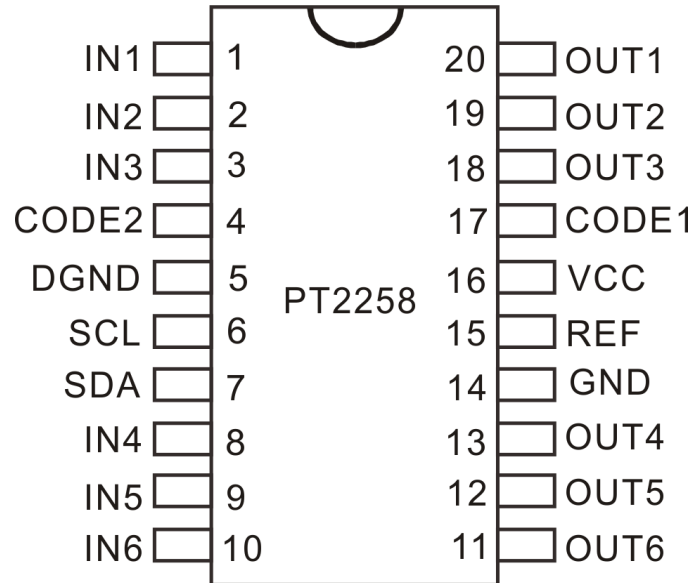 IN1 1 20 OUT1
IN2 2 19 OUT2
IN3 3 18 OUT3
CODE2 4 17 CODE1
DGND 5 16 VCC
PT2258
SCL 6 15 REF
SDA 7 14 GND
IN4 8 13 OUT4
IN5 9 12 OUT5
IN6 10 11 OUT6